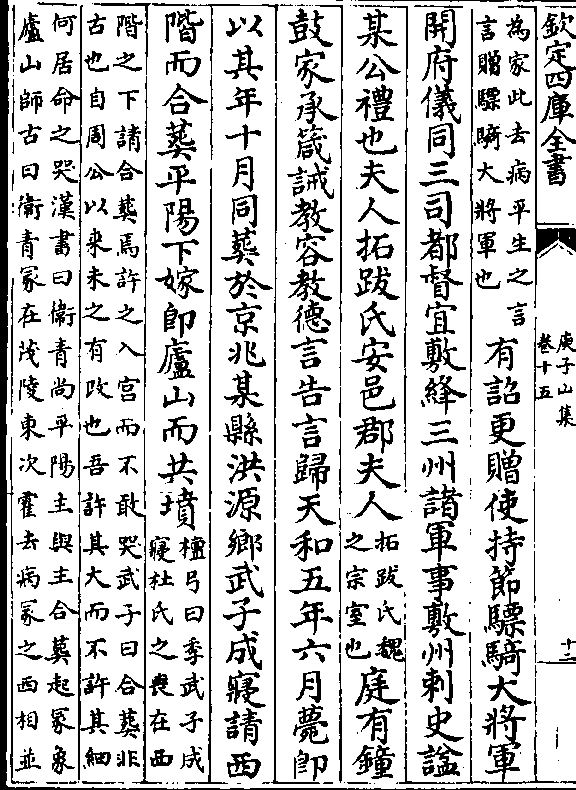 欽定四庫全書
庾子山集
卷十五
十二
為家此去病平生之言
言贈驃騎大將軍也
有詔更贈使持節驃騎大將軍
開府儀同三司都督宜敷絳三州諸軍事敷州刺史諡
某公禮也夫人拓跋氏安邑郡夫人
拓跋氏魏
之宗室也
庭有鐘
鼓家承箴誡教容教德言告言歸天和五年六月薨即
以其年十月同葬於京兆某縣洪源鄉武子成寢請西
階而合葬平陽下嫁即廬山而共墳
檀弓曰季武子成
寢杜氏之喪在西
階之下請合葬焉許之入宮而不敢哭武子曰合葬非
古也自周公以來未之有改也吾許其大而不許其細
何居命之哭漢書曰衛青尚平陽主與主合葬起冢象
廬山師古曰衛青冢在茂陵東次霍去病冢之西相並